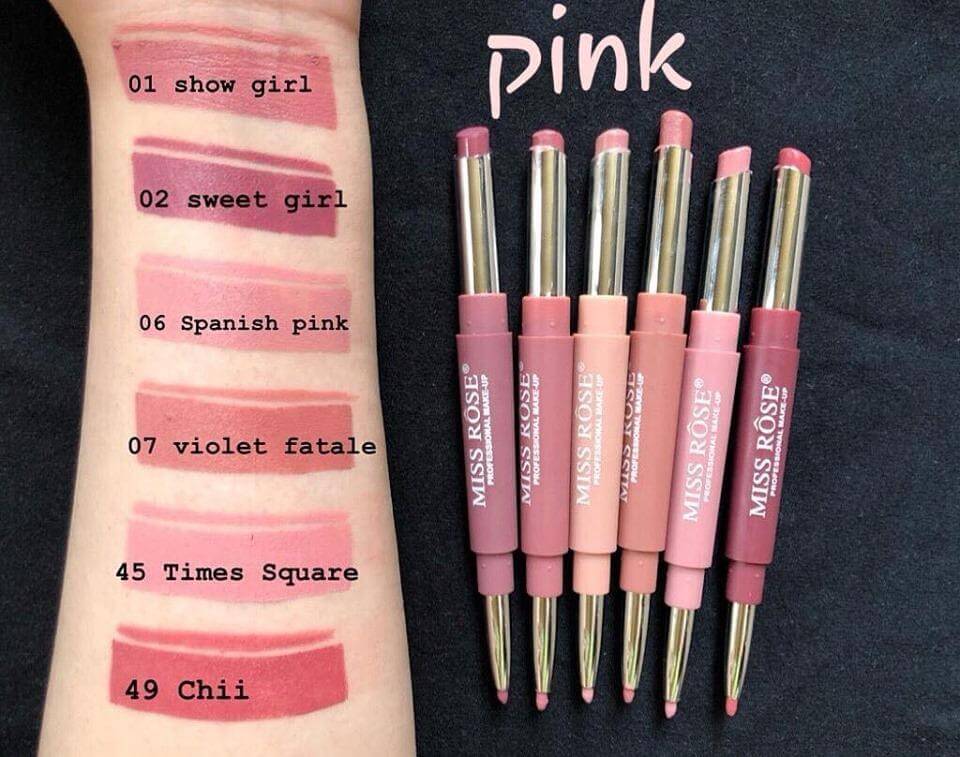 pink
01 show girl
02 sweet girl
06 Spanish pink
07 violet fatale
45 Times Square
49 Chii
MISS RÔSE®
PROFESSIONAL MAKE-UP
MISS RÔSE®
PROFESSIONAL MAKE-UP
MISS RÔSE®
PROFESSIONAL MAKE-UP
MISS RÔSE®
PROFESSIONAL MAKE-UP
MISS RÔSE®
PROFESSIONAL MAKE-UP
MISS RÔSE®
PROFESSIONAL MAKE-UP